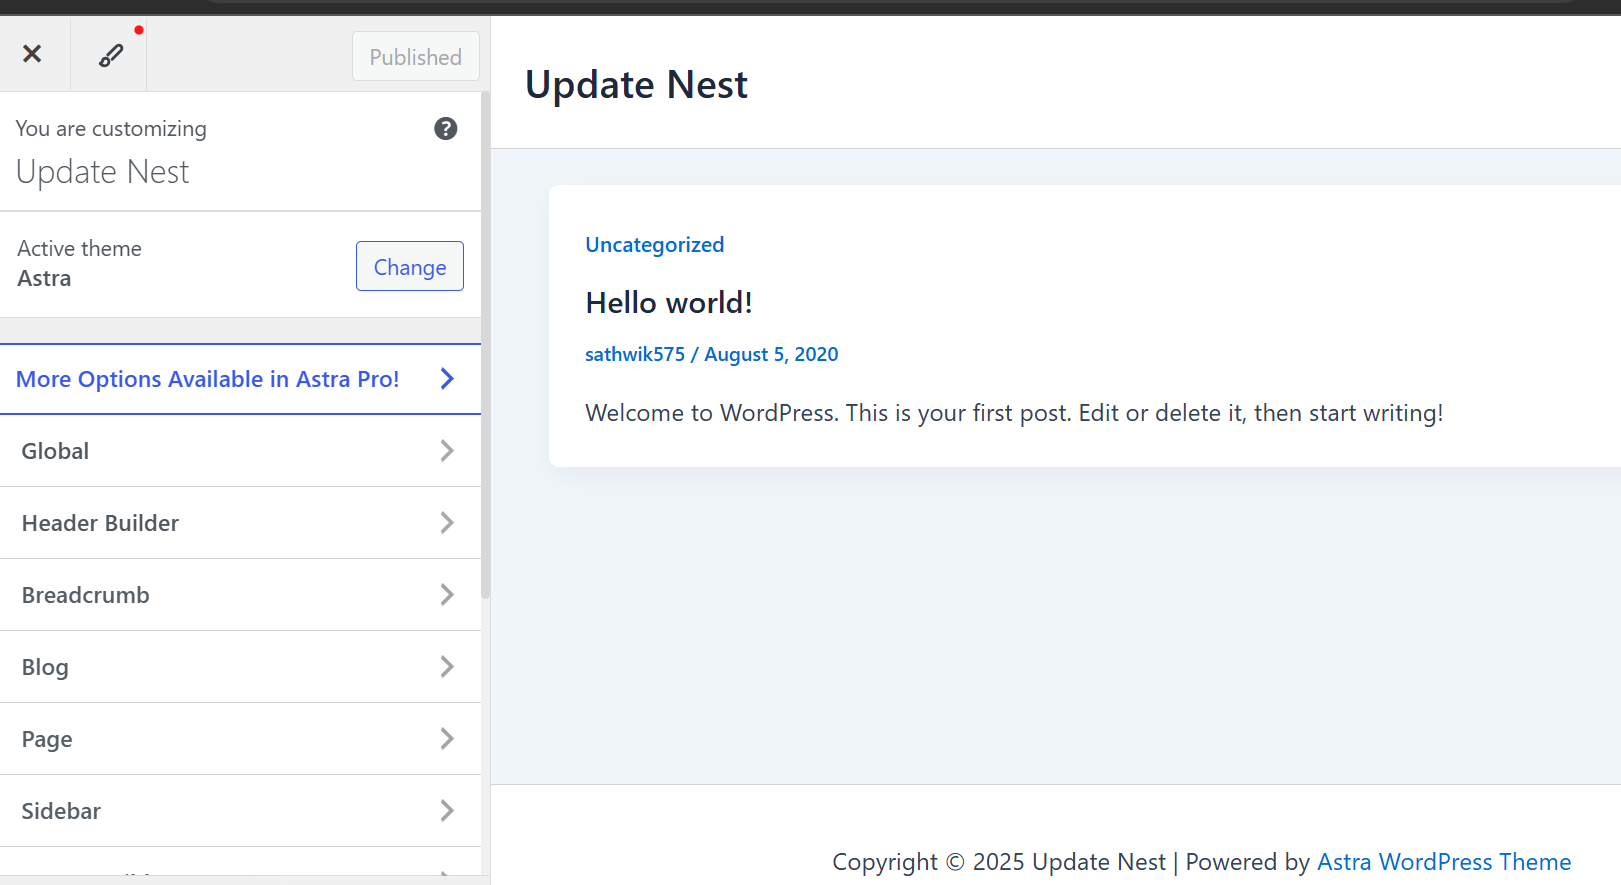 Published
You are customizing
Update Nest
Active theme
Astra
Change
More Options Available in Astra Pro!
Global
Header Builder
Breadcrumb
Blog
Page
Sidebar
Update Nest
Uncategorized
Hello world!
sathwik575 / August 5, 2020
Welcome to WordPress. This is your first post. Edit or delete it, then start writing!
Copyright © 2025 Update Nest | Powered by Astra WordPress Theme